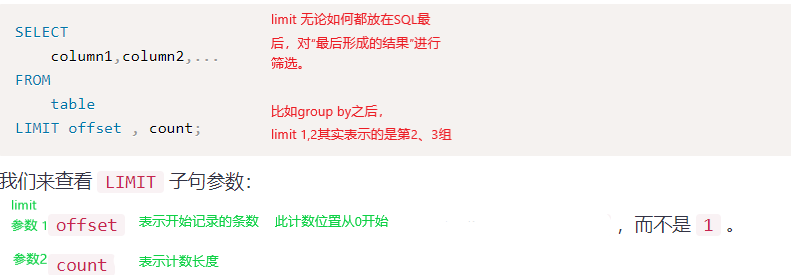 SELECT
column1,column2,...
FROM
table
LIMIT offset , count;
limit 无论如何都放在SQL最
后，对“最后形成的结果”进行
筛选。
比如group by之后，
limit 1,2其实表示的是第2、3组
我们来查看 LIMIT 子句参数：
limit
参数 1 offset 表示开始记录的条数 此计数位置从0开始 ，而不是 1 。
参数2 count 表示计数长度